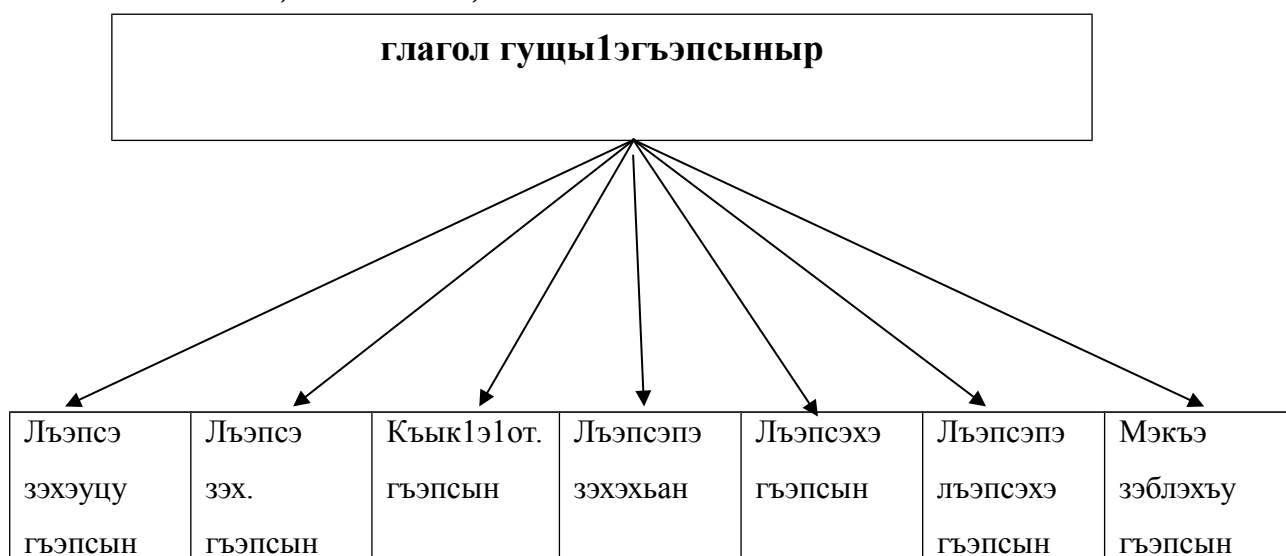 глагол гущы1эгъэпсыныр
Лъэпсэ
зэхэуцу
гъэпсын
Лъэпсэ
зэх.
гъэпсын
Къык1э1от.
гъэпсын
Лъэпсэпэ
зэхэхьан
Лъэпсэхэ
гъэпсын
Лъэпсэпэ
лъэпсэхэ
гъэпсын
Мэкъэ
зэблэхъу
гъэпсын